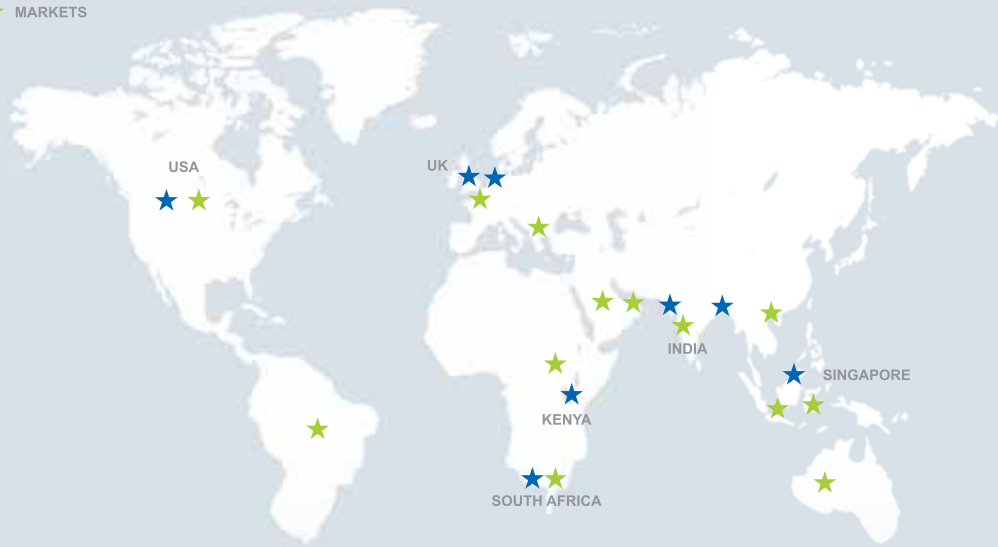 MARKETS
USA
UK
INDIA
SINGAPORE
KENYA
SOUTH AFRICA